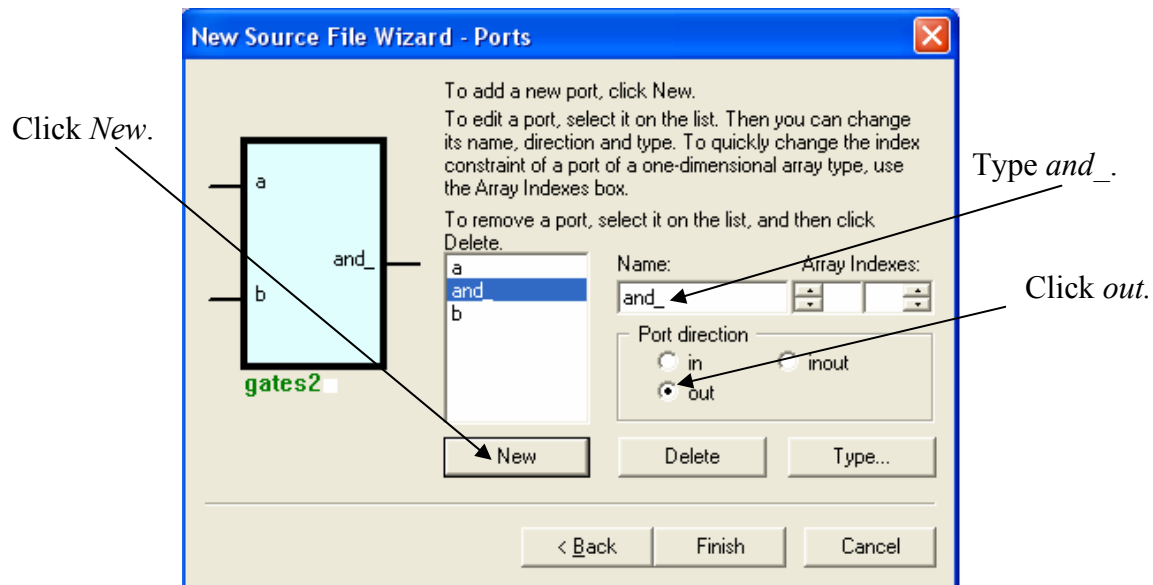 New Source File Wizard - Ports
To add a new port, click New.
To edit a port, select it on the list. Then you can change
its name, direction and type. To quickly change the index
constraint of a port of a one-dimensional array type, use
the Array Indexes box.
To remove a port, select it on the list, and then click
Delete.
Click New.
Type and_.
Click out.
a
b
and_
gates2
a
and_
b
Name:
Array Indexes:
and_
Port direction
in
inout
out
New
Delete
Type...
< Back
Finish
Cancel